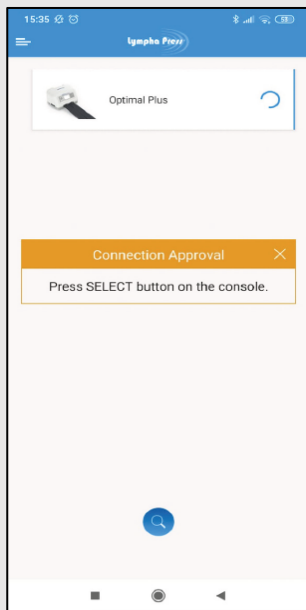 15:35
Lympha Press
Optimal Plus
Connection Approval
Press SELECT button on the console.